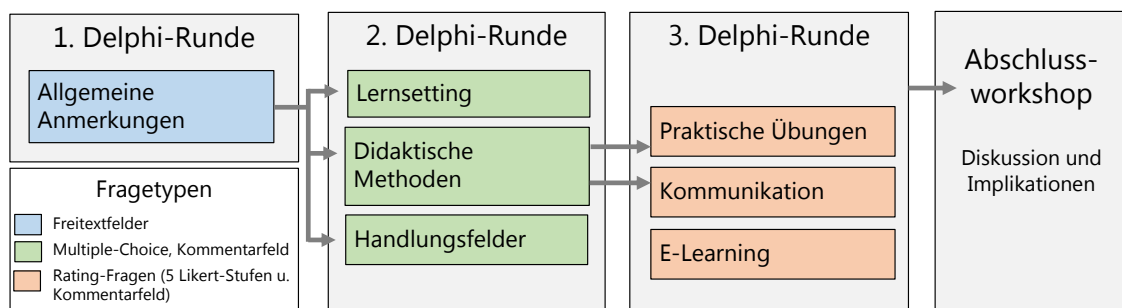 1. Delphi-Runde
Allgemeine
Anmerkungen
Fragetypen
Freitextfelder
Multiple-Choice, Kommentarfeld
Rating-Fragen (5 Likert-Stufen u.
Kommentarfeld)
2. Delphi-Runde
Lernsetting
Didaktische
Methoden
Handlungsfelder
3. Delphi-Runde
Praktische Übungen
Kommunikation
E-Learning
Abschluss-
workshop
Diskussion und
Implikationen